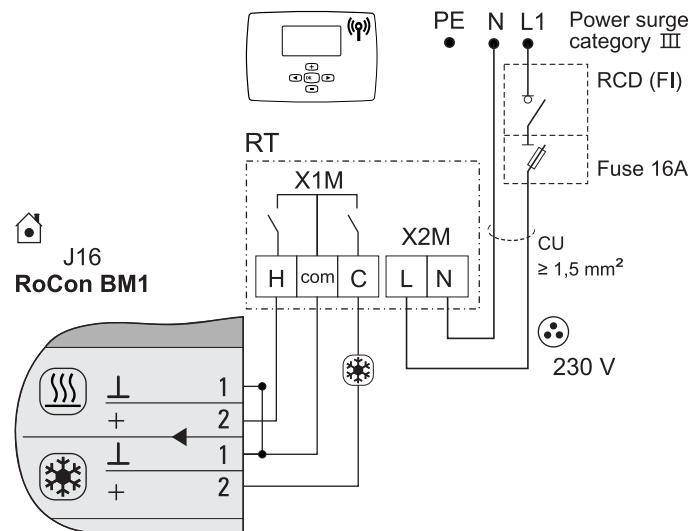 PE N L1
Power surge
category III
RCD (FI)
Fuse 16A
OK
RT
X1M
X2M
H com C L N
CU
≥ 1,5 mm²
230 V
J16
RoCon BM1
⊥ 1
+ 2
⊥ 1
+ 2